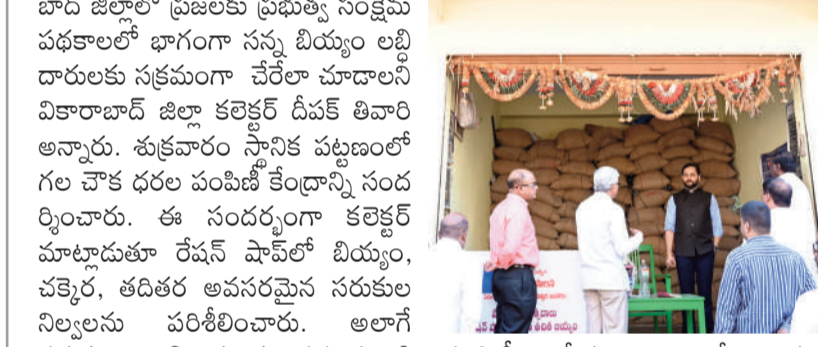 బాద్ జిల్లాలో ప్రజలకు ప్రభుత్వ సంక్షేమ
పథకాలలో భాగంగా సన్న బియ్యం లబ్ధి
దారులకు సక్రమంగా చేరేలా చూడాలని
వికారాబాద్ జిల్లా కలెక్టర్ దీపక్ తివారి
అన్నారు. శుక్రవారం స్థానిక పట్టణంలో
గల చౌక ధరల పంపిణీ కేంద్రాన్ని సంద
ర్శించారు. ఈ సందర్భంగా కలెక్టర్
మాట్లాడుతూ రేషన్ షాప్‌లో బియ్యం,
చక్కెర, తదితర అవసరమైన సరుకుల
నిల్వలను పరిశీలించారు. అలాగే